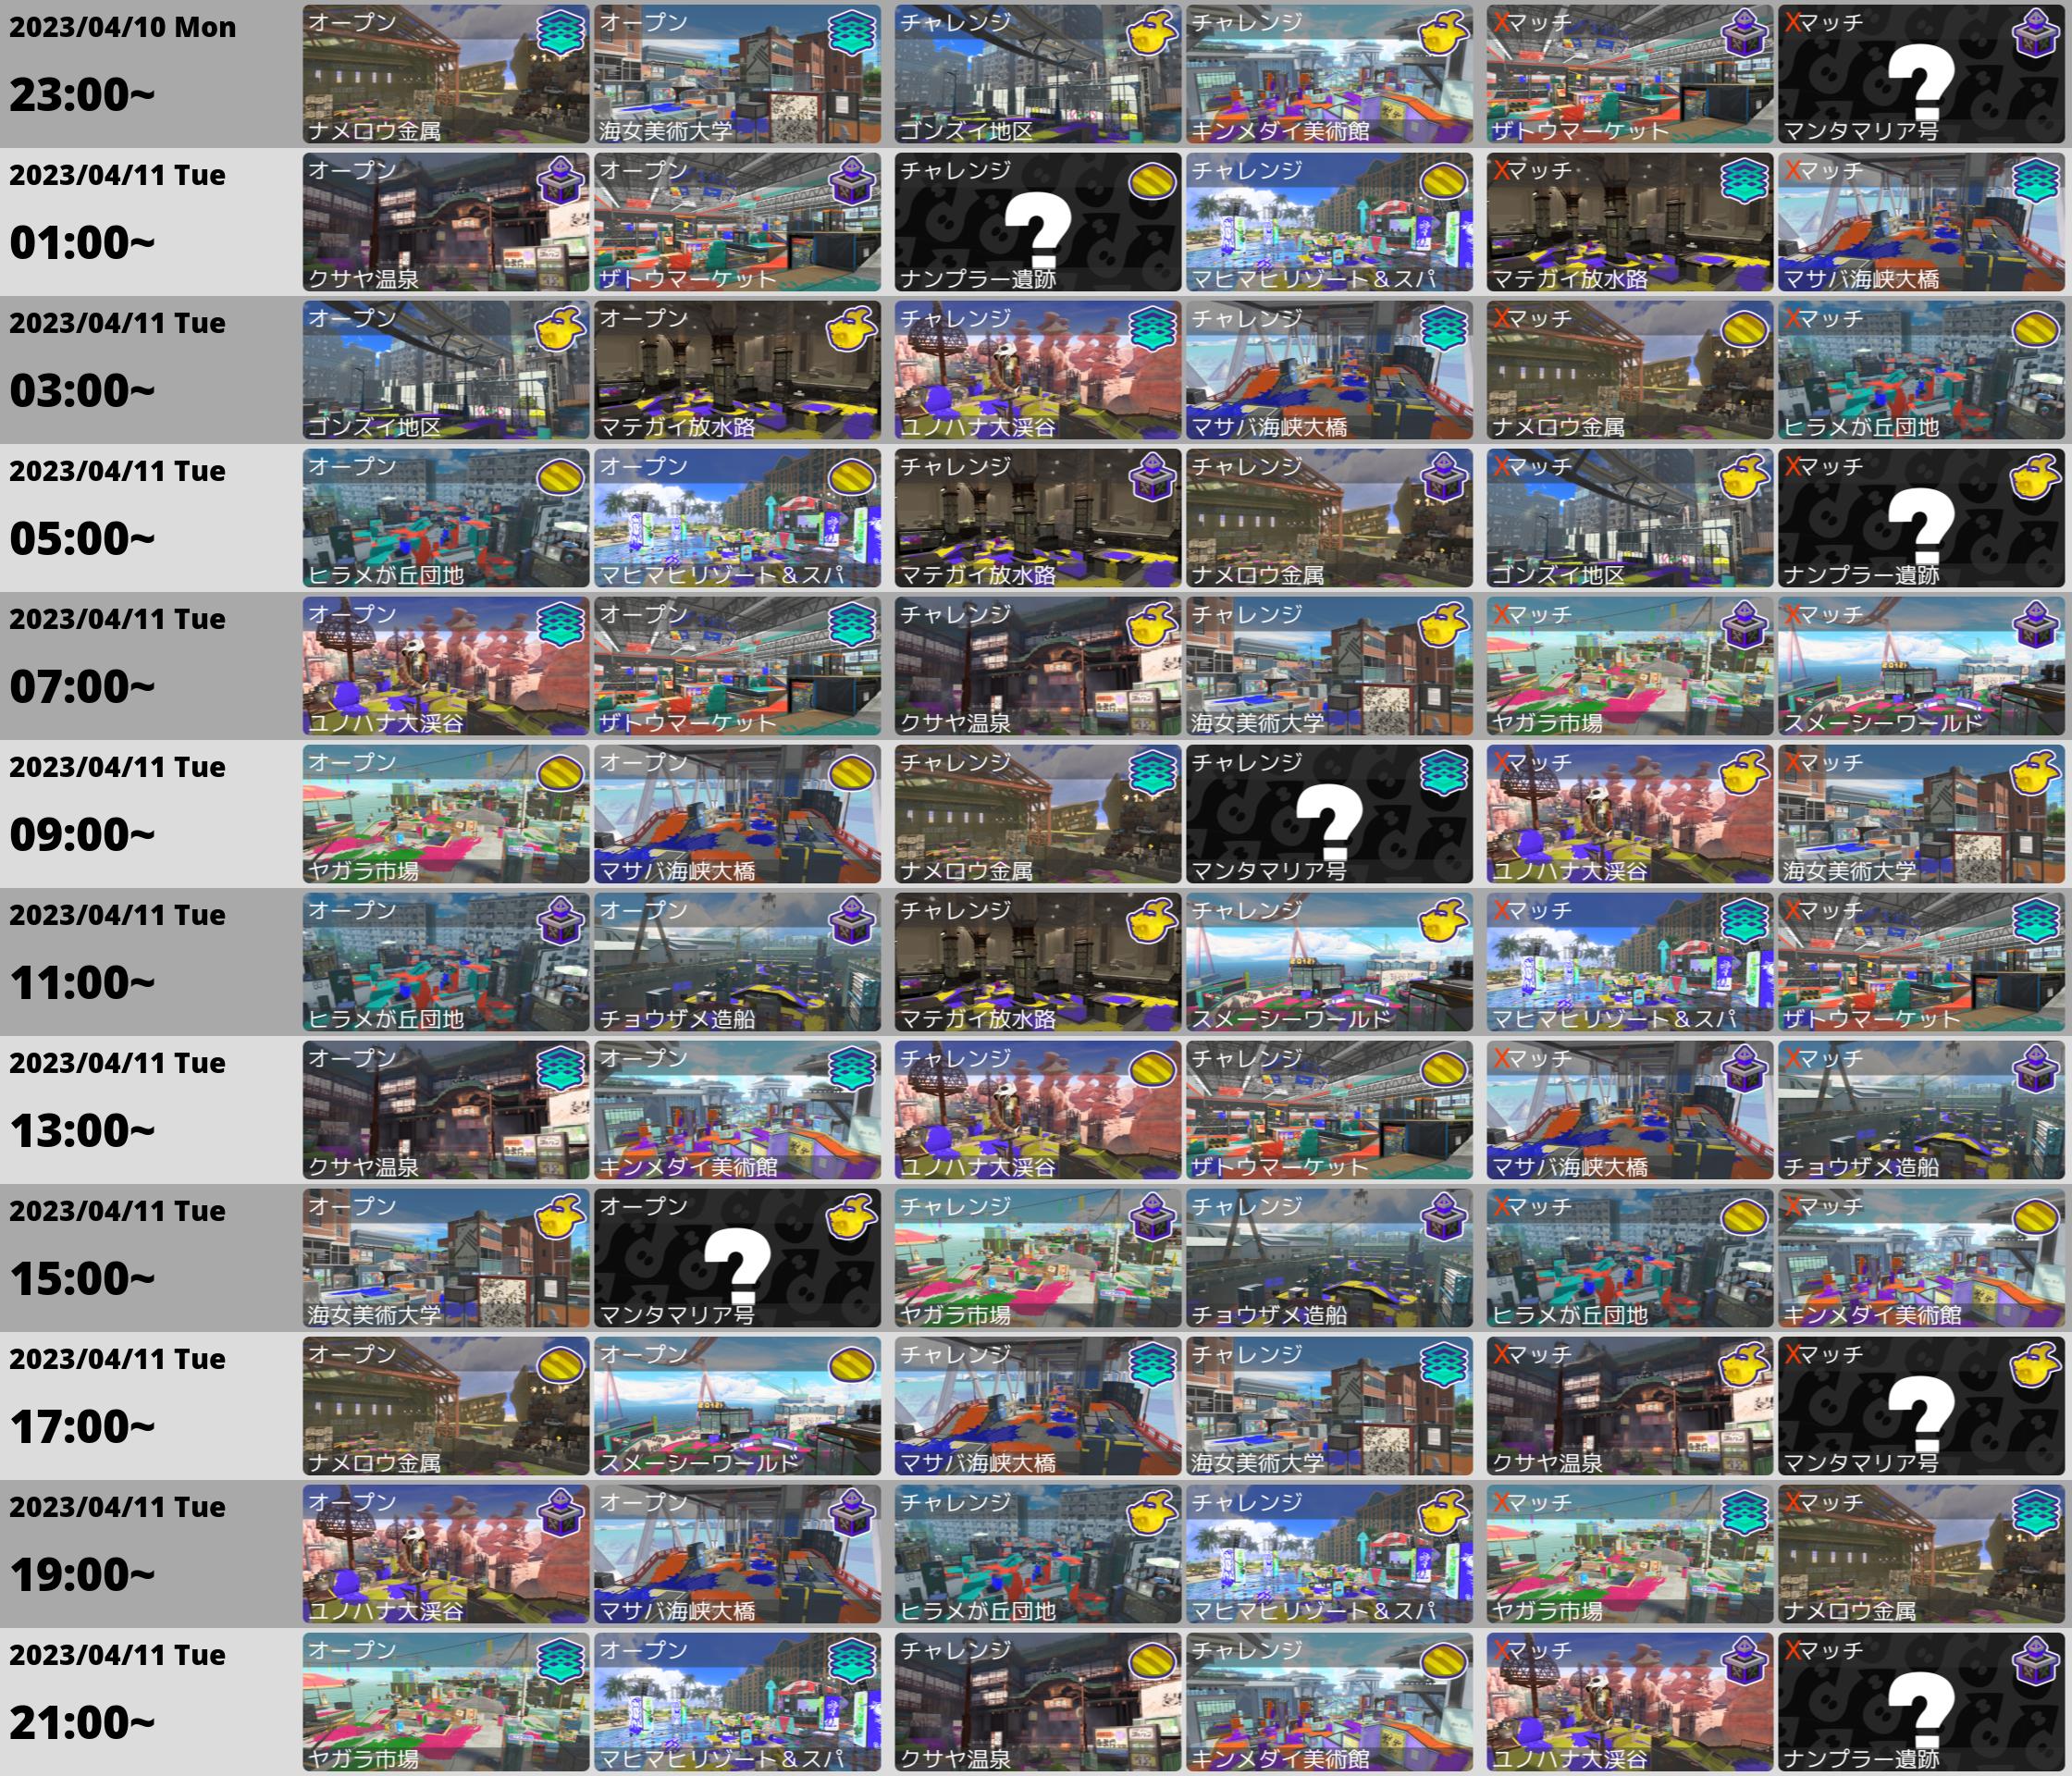 2023/04/10 Mon
23:00~
オープン
ナメロウ金属
オープン
海女美術大学
チャレンジ
ゴンズイ地区
チャレンジ
キンメダイ美術館
Xマッチ
ザトウマーケット
Xマッチ
マンタマリア号
2023/04/11 Tue
01:00~
オープン
クサヤ温泉
オープン
ザトウマーケット
チャレンジ
ナンプラー遺跡
チャレンジ
マヒマヒリゾート&スパ
Xマッチ
マテガイ放水路
Xマッチ
マサバ海峡大橋
2023/04/11 Tue
03:00~
オープン
ゴンズイ地区
オープン
マテガイ放水路
チャレンジ
ユノハナ大渓谷
チャレンジ
マサバ海峡大橋
Xマッチ
ナメロウ金属
Xマッチ
ヒラメが丘団地
2023/04/11 Tue
05:00~
オープン
ヒラメが丘団地
オープン
マヒマヒリゾート&スパ
チャレンジ
マテガイ放水路
チャレンジ
ナメロウ金属
Xマッチ
ゴンズイ地区
Xマッチ
ナンプラー遺跡
2023/04/11 Tue
07:00~
オープン
ユノハナ大渓谷
オープン
ザトウマーケット
チャレンジ
クサヤ温泉
チャレンジ
海女美術大学
Xマッチ
ヤガラ市場
Xマッチ
スメーシーワールド
2023/04/11 Tue
09:00~
オープン
ヤガラ市場
オープン
マサバ海峡大橋
チャレンジ
ナメロウ金属
チャレンジ
マンタマリア号
Xマッチ
ユノハナ大渓谷
Xマッチ
海女美術大学
2023/04/11 Tue
11:00~
オープン
ヒラメが丘団地
オープン
チョウザメ造船
チャレンジ
マテガイ放水路
チャレンジ
スメーシーワールド
Xマッチ
マヒマヒリゾート&スパ
Xマッチ
ザトウマーケット
2023/04/11 Tue
13:00~
オープン
クサヤ温泉
オープン
キンメダイ美術館
チャレンジ
ユノハナ大渓谷
チャレンジ
ザトウマーケット
Xマッチ
マサバ海峡大橋
Xマッチ
チョウザメ造船
2023/04/11 Tue
15:00~
オープン
海女美術大学
オープン
マンタマリア号
チャレンジ
ヤガラ市場
チャレンジ
チョウザメ造船
Xマッチ
ヒラメが丘団地
Xマッチ
キンメダイ美術館
2023/04/11 Tue
17:00~
オープン
ナメロウ金属
オープン
スメーシーワールド
チャレンジ
マサバ海峡大橋
チャレンジ
海女美術大学
Xマッチ
クサヤ温泉
Xマッチ
マンタマリア号
2023/04/11 Tue
19:00~
オープン
ユノハナ大渓谷
オープン
マサバ海峡大橋
チャレンジ
ヒラメが丘団地
チャレンジ
マヒマヒリゾート&スパ
Xマッチ
ヤガラ市場
Xマッチ
ナメロウ金属
2023/04/11 Tue
21:00~
オープン
ヤガラ市場
オープン
マヒマヒリゾート&スパ
チャレンジ
クサヤ温泉
チャレンジ
キンメダイ美術館
Xマッチ
ユノハナ大渓谷
Xマッチ
ナンプラー遺跡